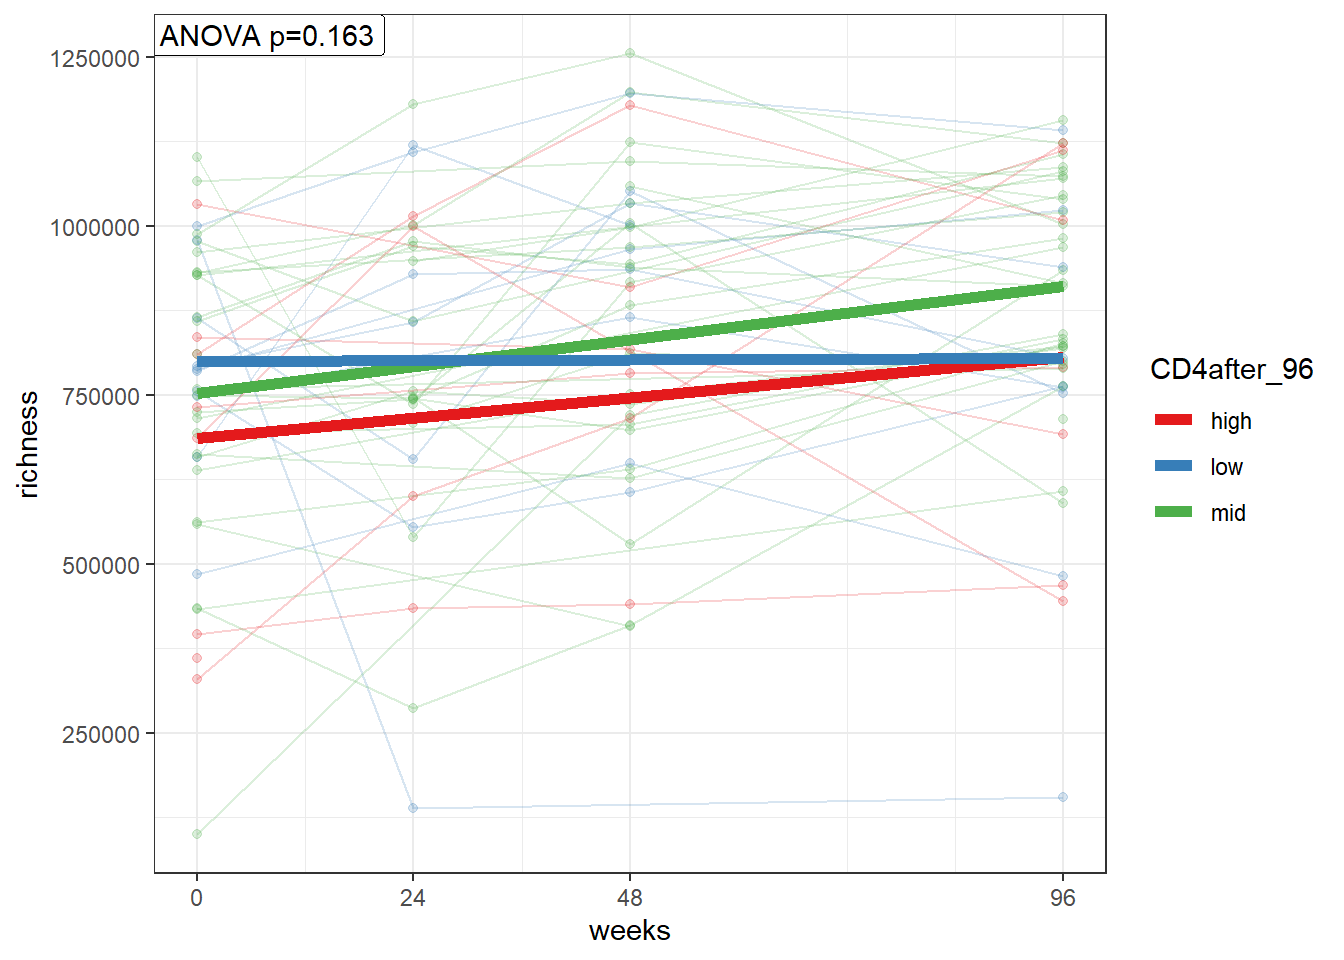 ANOVA p=0.163
1250000
1000000
750000
500000
250000
richness
0 24 48 96
weeks
CD4after_96
high
low
mid